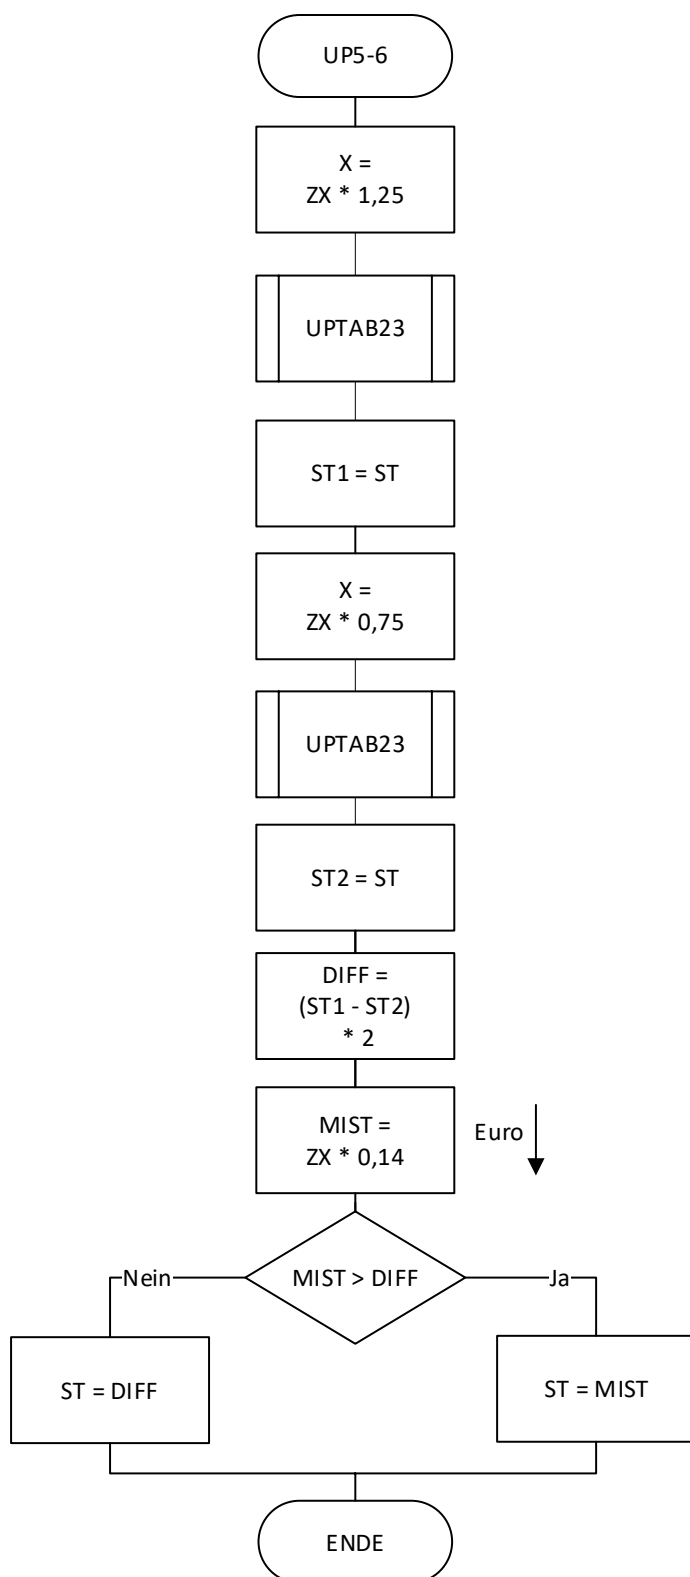 UP5-6
X =
ZX * 1,25
UPTAB23
ST1 = ST
X =
ZX * 0,75
UPTAB23
ST2 = ST
DIFF =
(ST1 - ST2)
* 2
MIST =
ZX * 0,14
Euro
MIST > DIFF
Nein
Ja
ST = DIFF
ST = MIST
ENDE